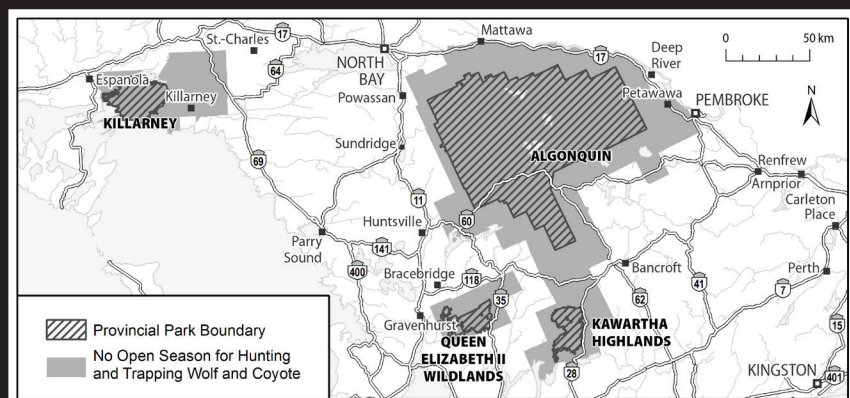 St.-Charles
17
Mattawa
0
50 km
64
NORTH
BAY
17
Deep
River
Espanola
Killarney
Powassan
Petawawa
PEMBROKE
N
KILLARNEY
Sundridge
ALGONQUIN
Renfrew
69
11
Arnprior
Carleton
Place
60
Huntsville
Parry
Sound
141
Bancroft
400
Bracebridge
118
41
Perth
7
35
62
Gravenhurst
15
QUEEN
ELIZABETH II
WILDLANDS
KAWARTHA
HIGHLANDS
28
KINGSTON
401
Provincial Park Boundary
No Open Season for Hunting
and Trapping Wolf and Coyote